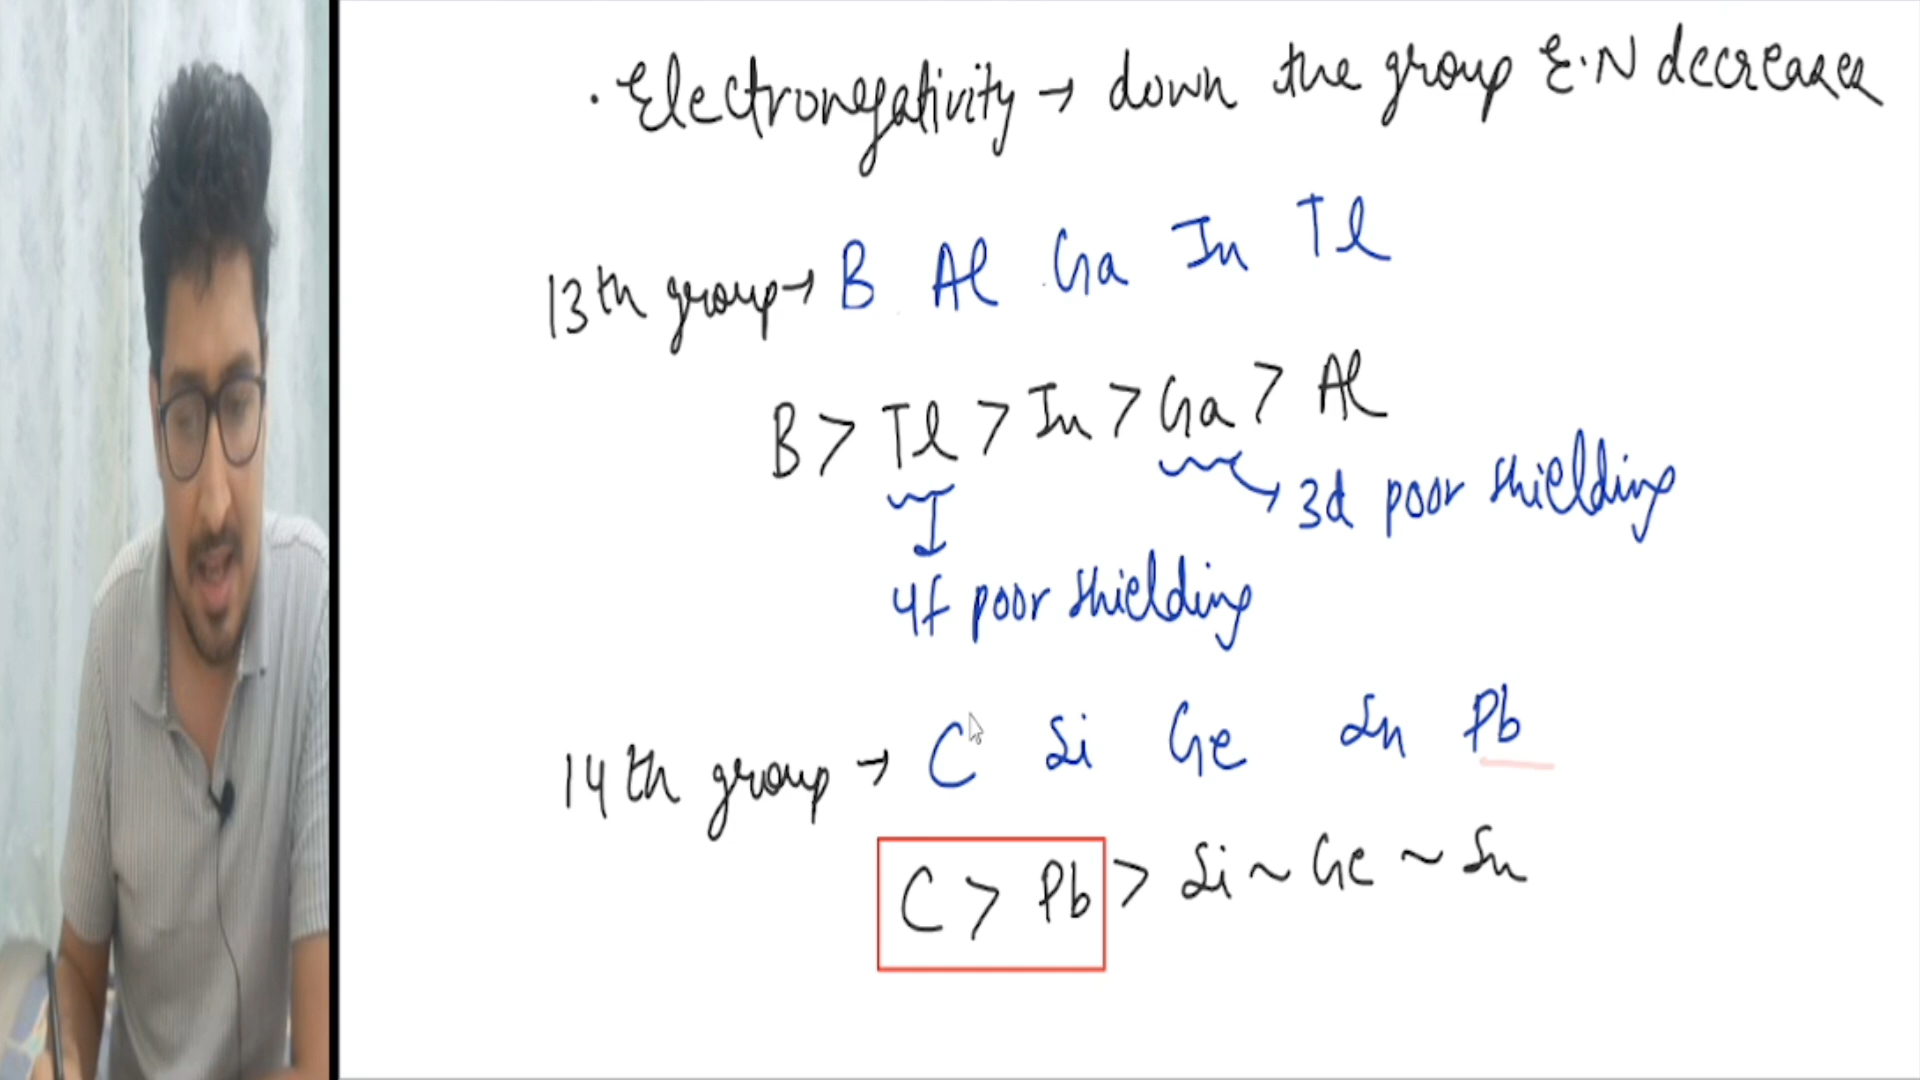 · Electronegativity → down the group E.N decreases
13th group → B Al Ga In Tl
B > Tl > In > Ga > Al
3d poor shielding
4f poor shielding
14th group → C Si Ge Sn Pb
C > Pb > Si ~ Ge ~ Sn